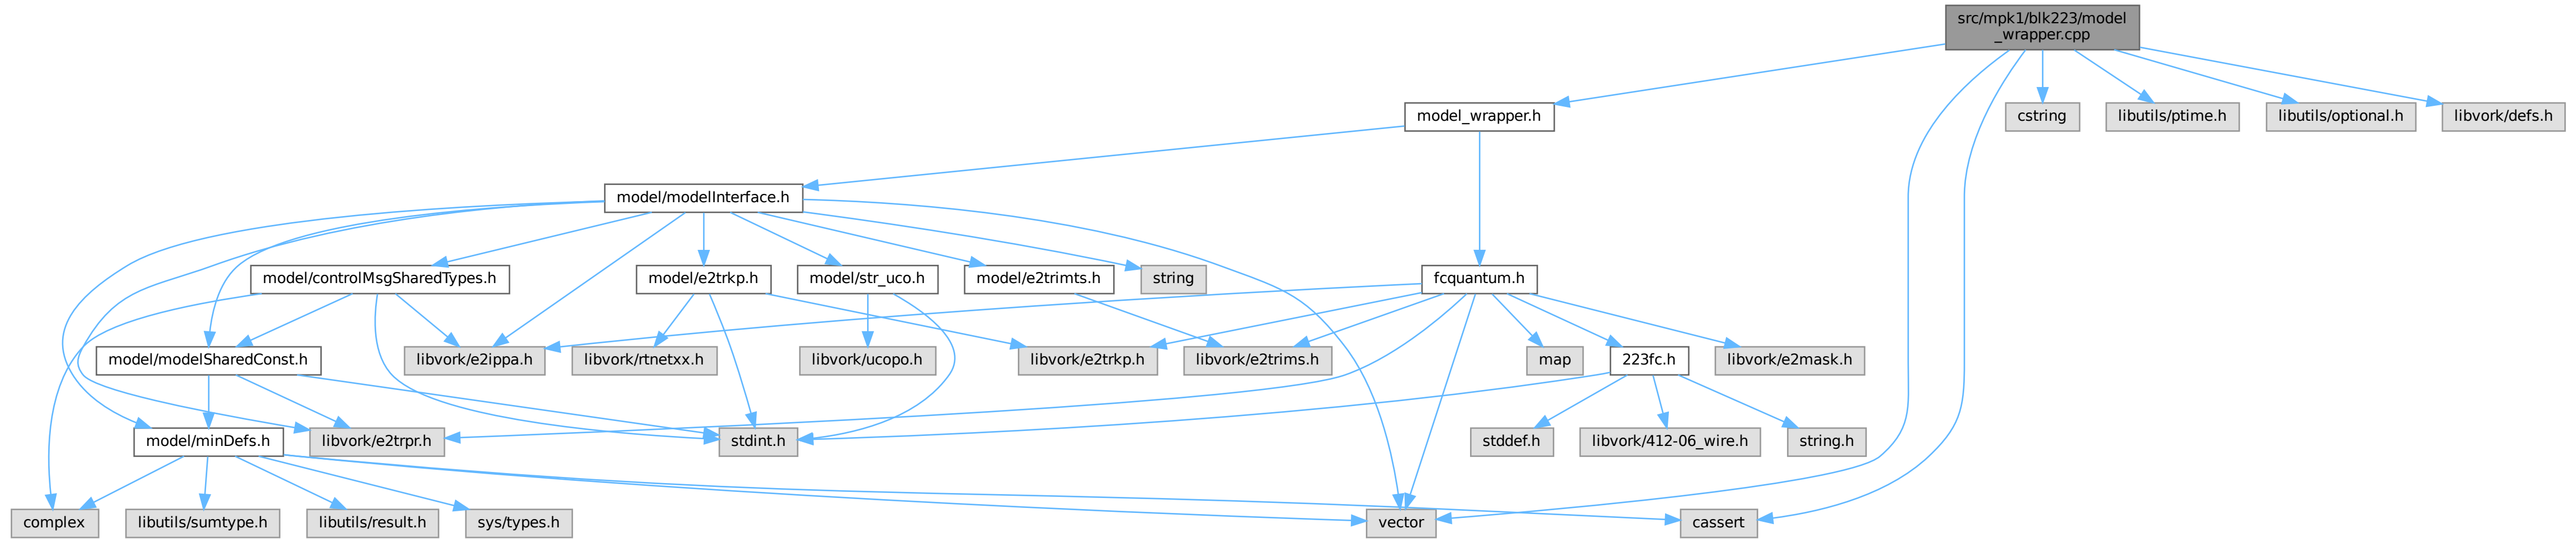 src/mpk1/blk223/model
_wrapper.cpp
model_wrapper.h
cstring
libutils/ptime.h
libutils/optional.h
libvork/defs.h
model/modelInterface.h
model/controlMsgSharedTypes.h
model/e2trkp.h
model/str_uco.h
model/e2trimts.h
string
fcquantum.h
model/modelSharedConst.h
libvork/e2ippa.h
libvork/rtnetxx.h
libvork/ucopo.h
libvork/e2trkp.h
libvork/e2trims.h
map
223fc.h
libvork/e2mask.h
model/minDefs.h
libvork/e2trpr.h
stdint.h
stddef.h
libvork/412-06_wire.h
string.h
complex
libutils/sumtype.h
libutils/result.h
sys/types.h
vector
cassert